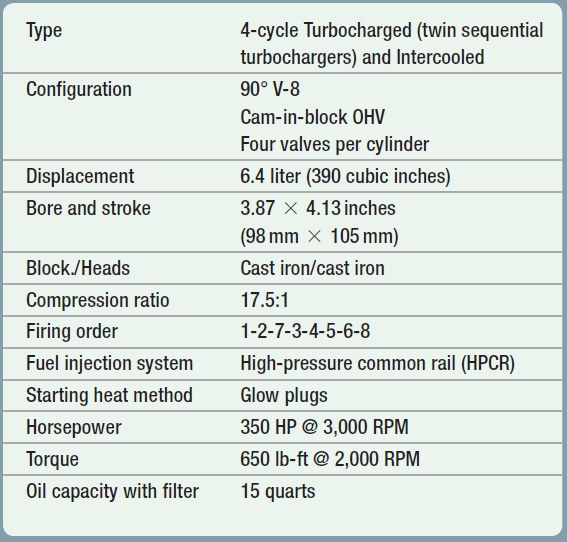 Type 4-cycle Turbocharged (twin sequential
turbochargers) and Intercooled
Configuration 90° V-8
Cam-in-block OHV
Four valves per cylinder
Displacement 6.4 liter (390 cubic inches)
Bore and stroke 3.87 × 4.13 inches
(98 mm × 105 mm)
Block./Heads Cast iron/cast iron
Compression ratio 17.5:1
Firing order 1-2-7-3-4-5-6-8
Fuel injection system High-pressure common rail (HPCR)
Starting heat method Glow plugs
Horsepower 350 HP @ 3,000 RPM
Torque 650 lb-ft @ 2,000 RPM
Oil capacity with filter 15 quarts